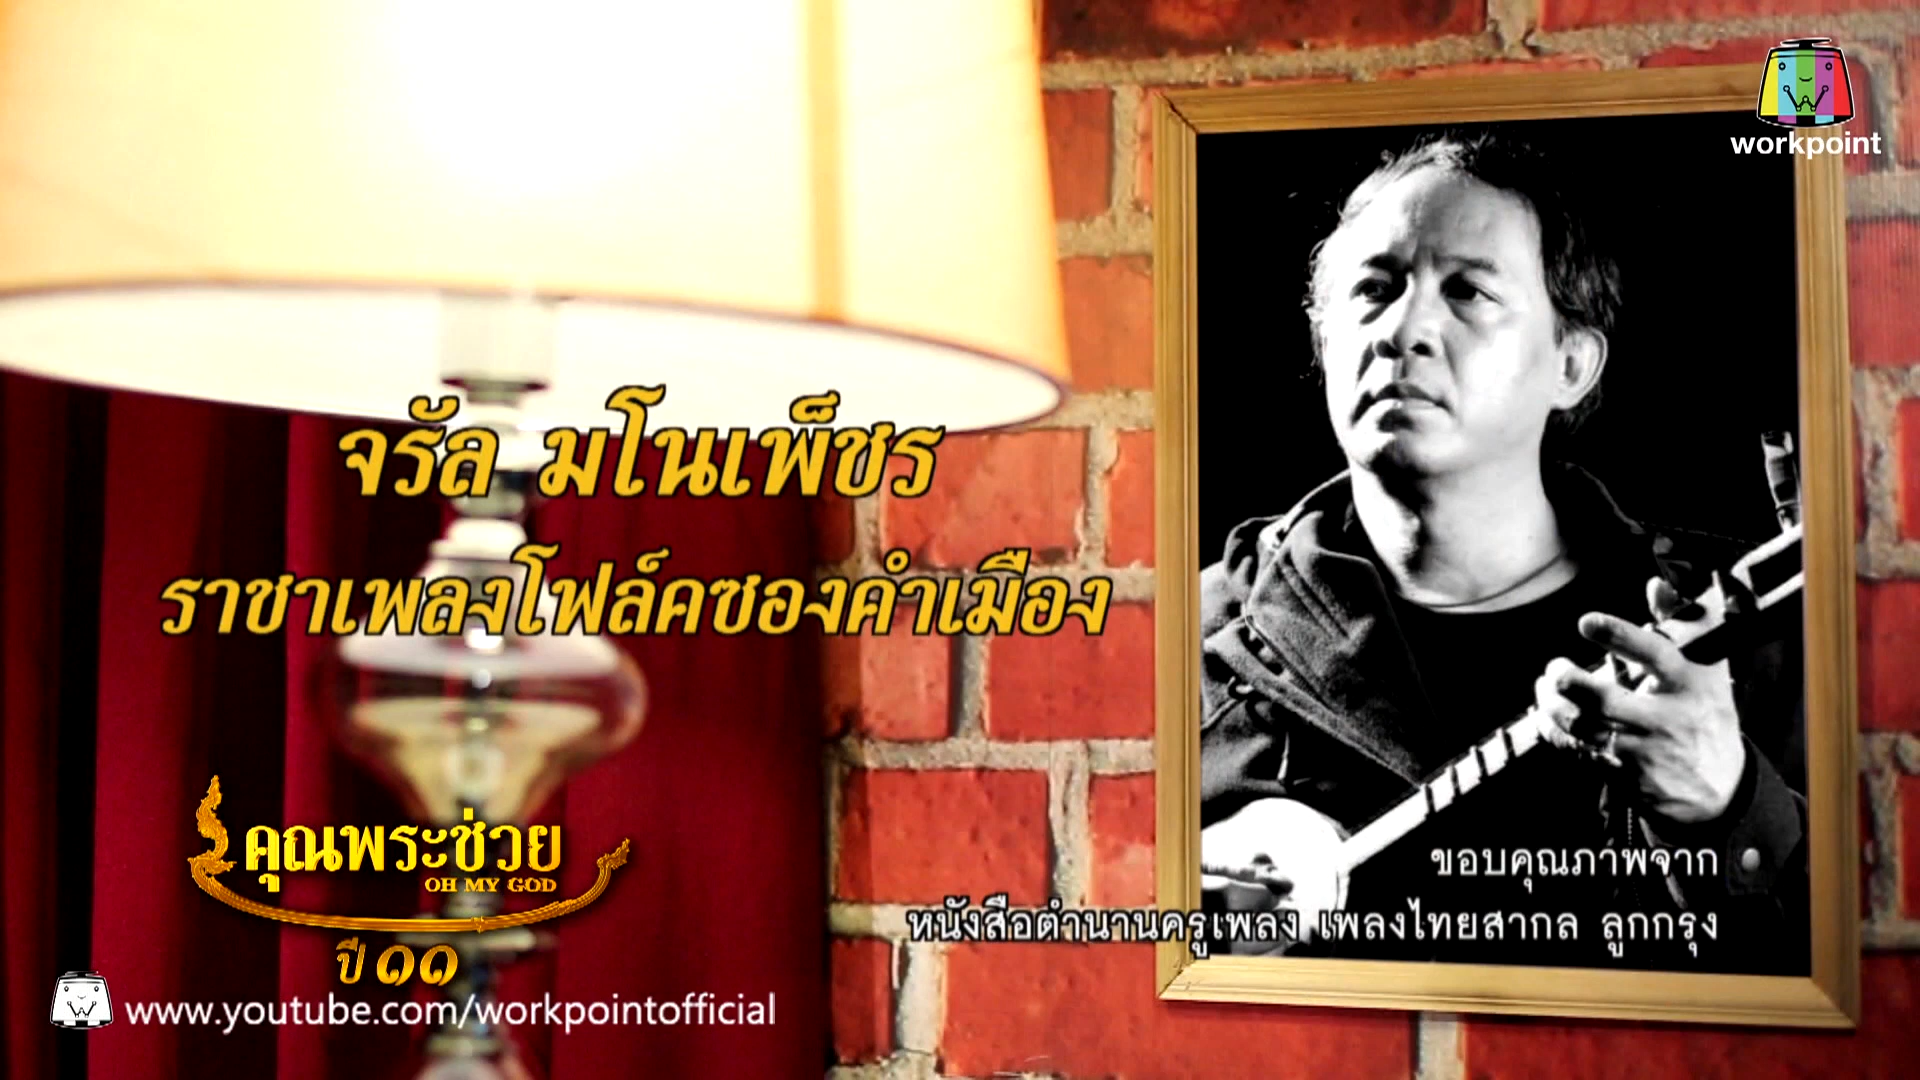 workpoint
จรัล มโนเพ็ชร
ราชาเพลงโฟล์คซองคำเมือง
คุณพระช่วย
OH MY GOD
ปี ๑๑
ขอบคุณภาพจาก
หนังสือตำนานครูเพลง เพลงไทยสากล ลูกกรุง
www.youtube.com/workpointofficial